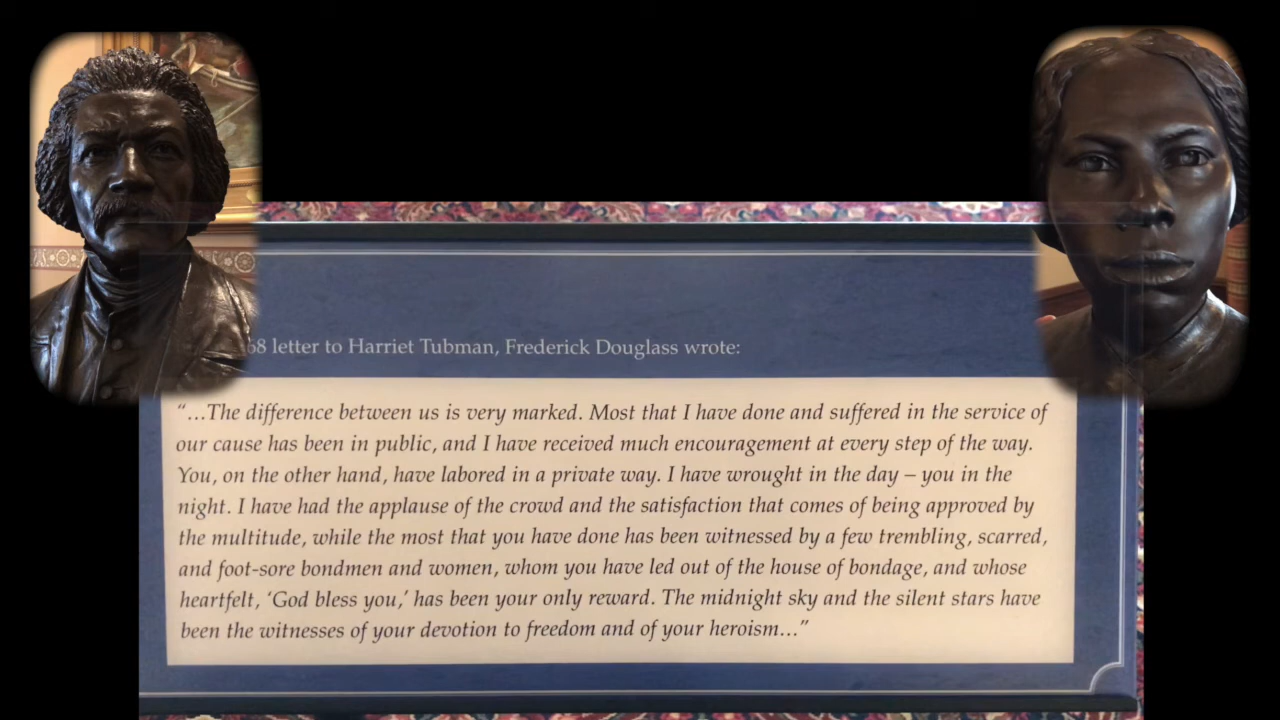 68 letter to Harriet Tubman, Frederick Douglass wrote:
“…The difference between us is very marked. Most that I have done and suffered in the service of
our cause has been in public, and I have received much encouragement at every step of the way.
You, on the other hand, have labored in a private way. I have wrought in the day – you in the
night. I have had the applause of the crowd and the satisfaction that comes of being approved by
the multitude, while the most that you have done has been witnessed by a few trembling, scarred,
and foot-sore bondmen and women, whom you have led out of the house of bondage, and whose
heartfelt, ‘God bless you,’ has been your only reward. The midnight sky and the silent stars have
been the witnesses of your devotion to freedom and of your heroism…”